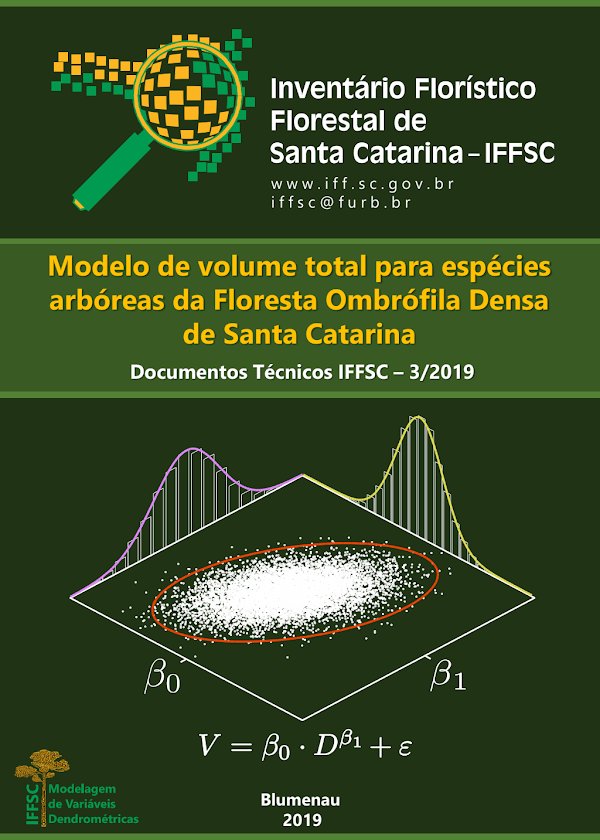 Inventário Florístico
Florestal de
Santa Catarina – IFFSC
www.iff.sc.gov.br
iffsc@furb.br
Modelo de volume total para espécies
arbóreas da Floresta Ombrófila Densa
de Santa Catarina
Documentos Técnicos IFFSC – 3/2019
β₀
β₁
V = β₀ · D^β₁ + ε
IFFSC
Modelagem
de Variáveis
Dendrométricas
Blumenau
2019